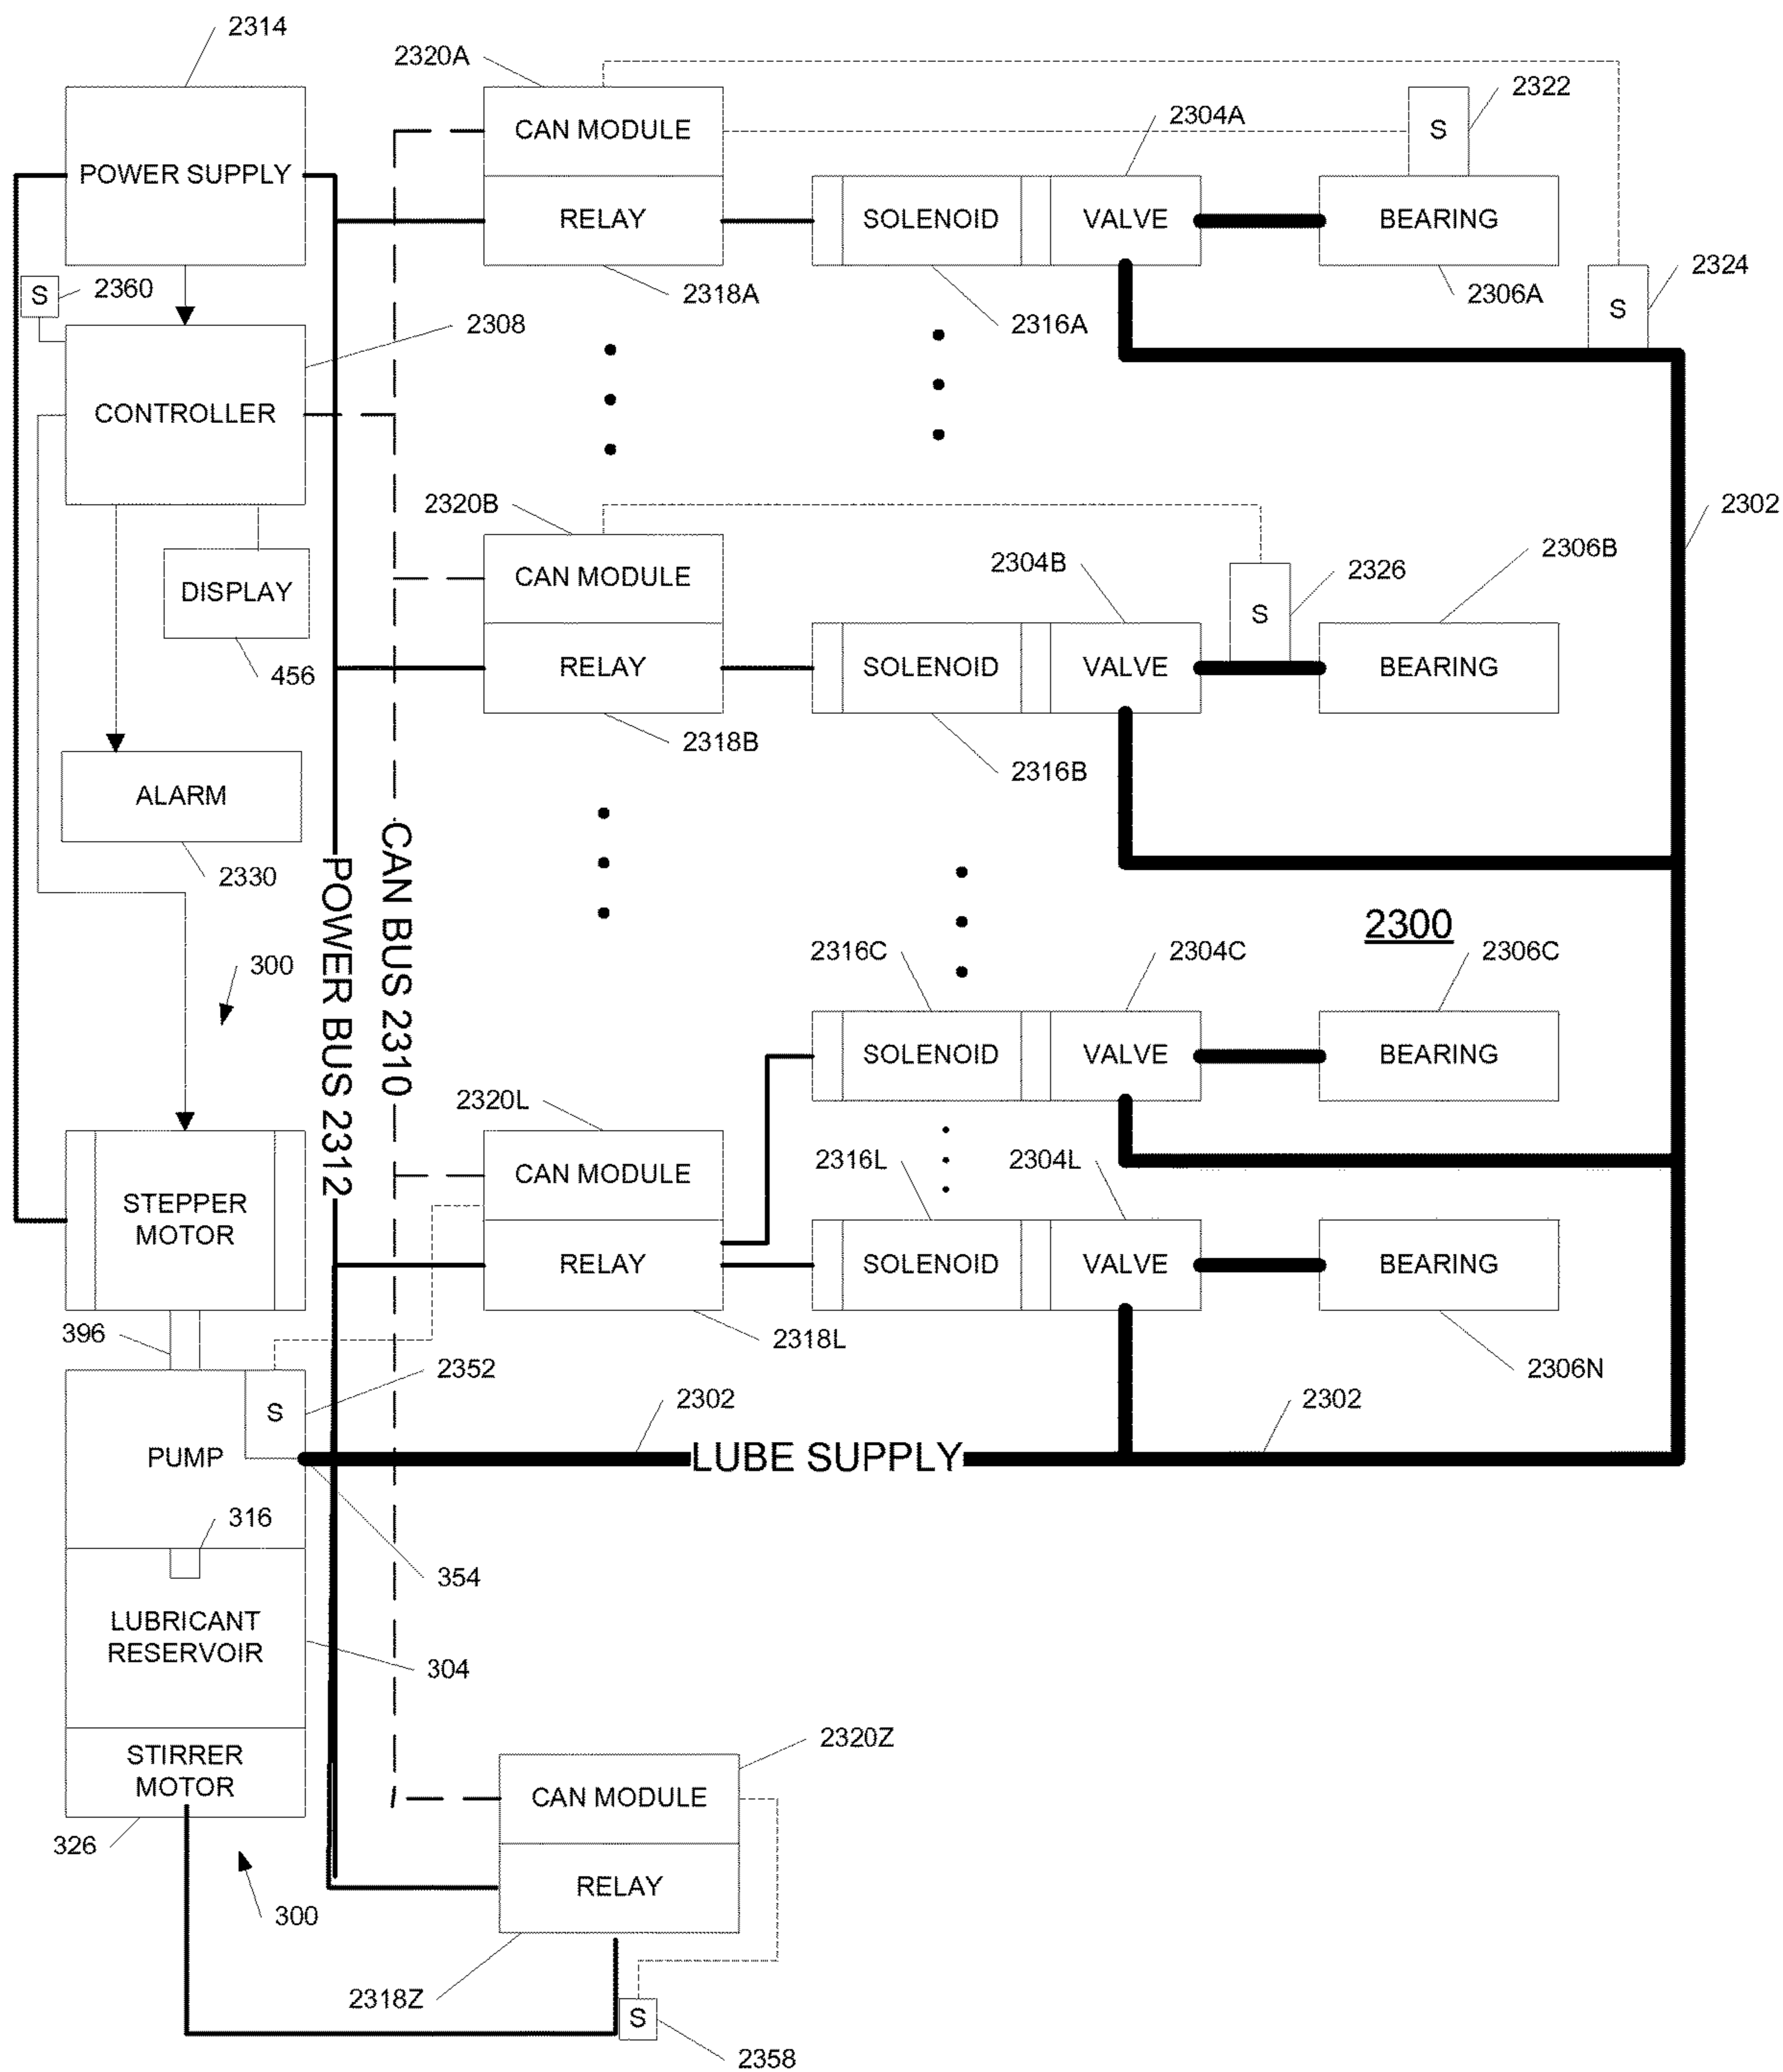 2314
2320A
2322
CAN MODULE
S
2304A
POWER SUPPLY
RELAY
SOLENOID
VALVE
BEARING
2324
S
2360
2318A
2306A
S
2308
2316A
CONTROLLER
2320B
2302
2304B
2306B
CAN MODULE
2326
DISPLAY
S
456
RELAY
SOLENOID
VALVE
BEARING
2318B
2316B
ALARM
2330
CAN BUS 2310
POWER BUS 2312
2300
300
2316C
2304C
2306C
SOLENOID
VALVE
BEARING
2320L
2316L
2304L
CAN MODULE
STEPPER
MOTOR
RELAY
SOLENOID
VALVE
BEARING
396
2318L
2352
2306N
S
2302
2302
PUMP
LUBE SUPPLY
316
354
LUBRICANT
RESERVOIR
304
2320Z
STIRRER
MOTOR
CAN MODULE
326
RELAY
300
2318Z
S
2358